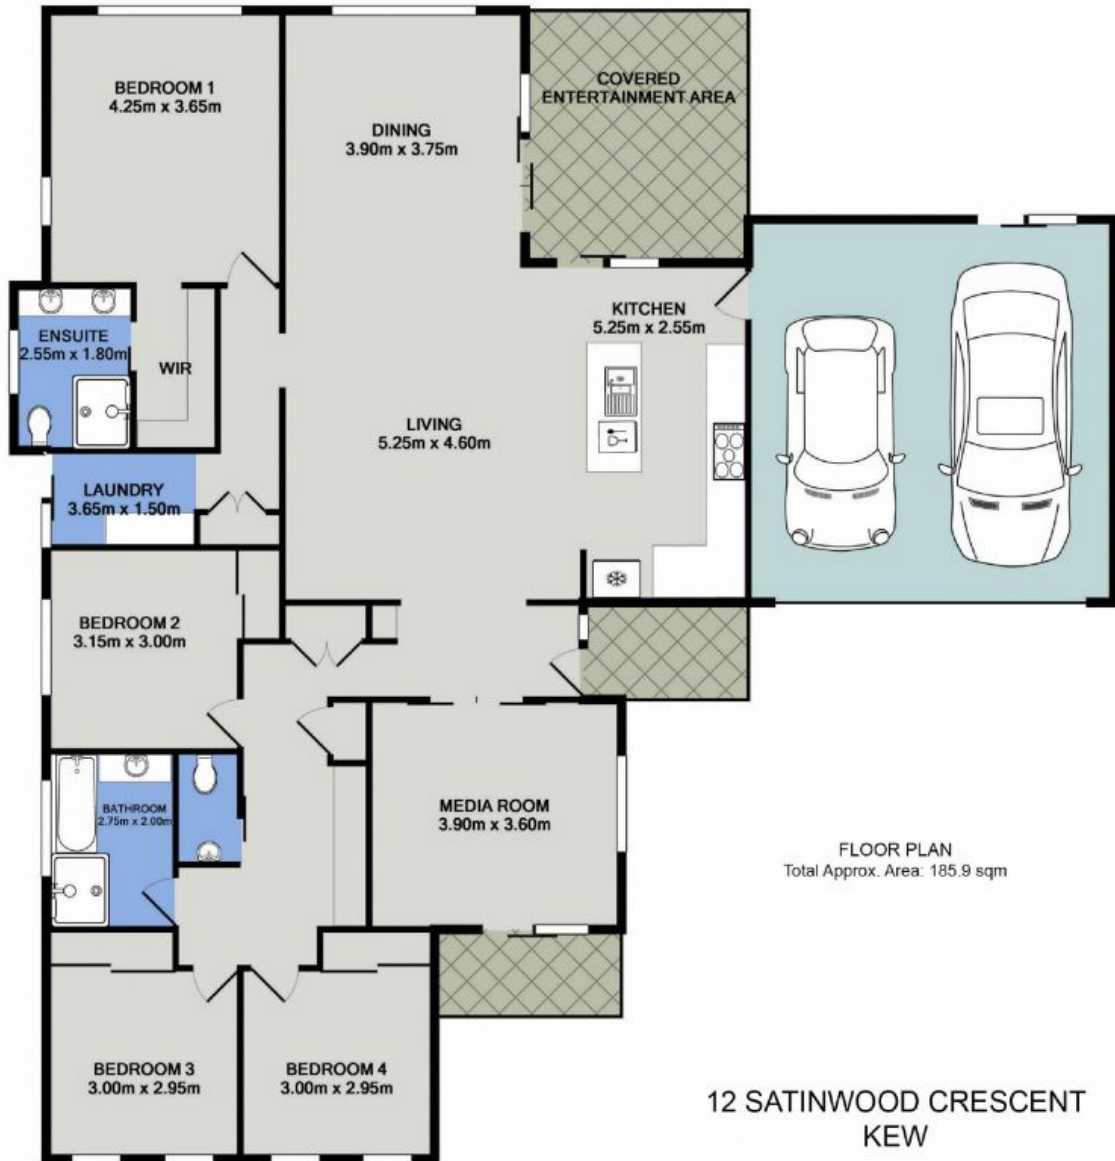 BEDROOM 1
4.25m x 3.65m
DINING
3.90m x 3.75m
COVERED
ENTERTAINMENT AREA
ENSUITE
2.55m x 1.80m
WIR
KITCHEN
5.25m x 2.55m
LIVING
5.25m x 4.60m
LAUNDRY
3.65m x 1.50m
BEDROOM 2
3.15m x 3.00m
BATHROOM
2.75m x 2.00m
MEDIA ROOM
3.90m x 3.60m
FLOOR PLAN
Total Approx. Area: 185.9 sqm
BEDROOM 3
3.00m x 2.95m
BEDROOM 4
3.00m x 2.95m
12 SATINWOOD CRESCENT
KEW